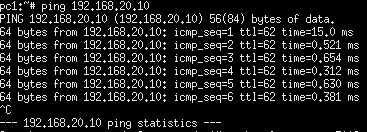 pc1:~# ping 192.168.20.10
PING 192.168.20.10 (192.168.20.10) 56(84) bytes of data.
64 bytes from 192.168.20.10: icmp_seq=1 ttl=62 time=15.0 ms
64 bytes from 192.168.20.10: icmp_seq=2 ttl=62 time=0.521 ms
64 bytes from 192.168.20.10: icmp_seq=3 ttl=62 time=0.654 ms
64 bytes from 192.168.20.10: icmp_seq=4 ttl=62 time=0.312 ms
64 bytes from 192.168.20.10: icmp_seq=5 ttl=62 time=0.630 ms
64 bytes from 192.168.20.10: icmp_seq=6 ttl=62 time=0.381 ms
^C
--- 192.168.20.10 ping statistics ---